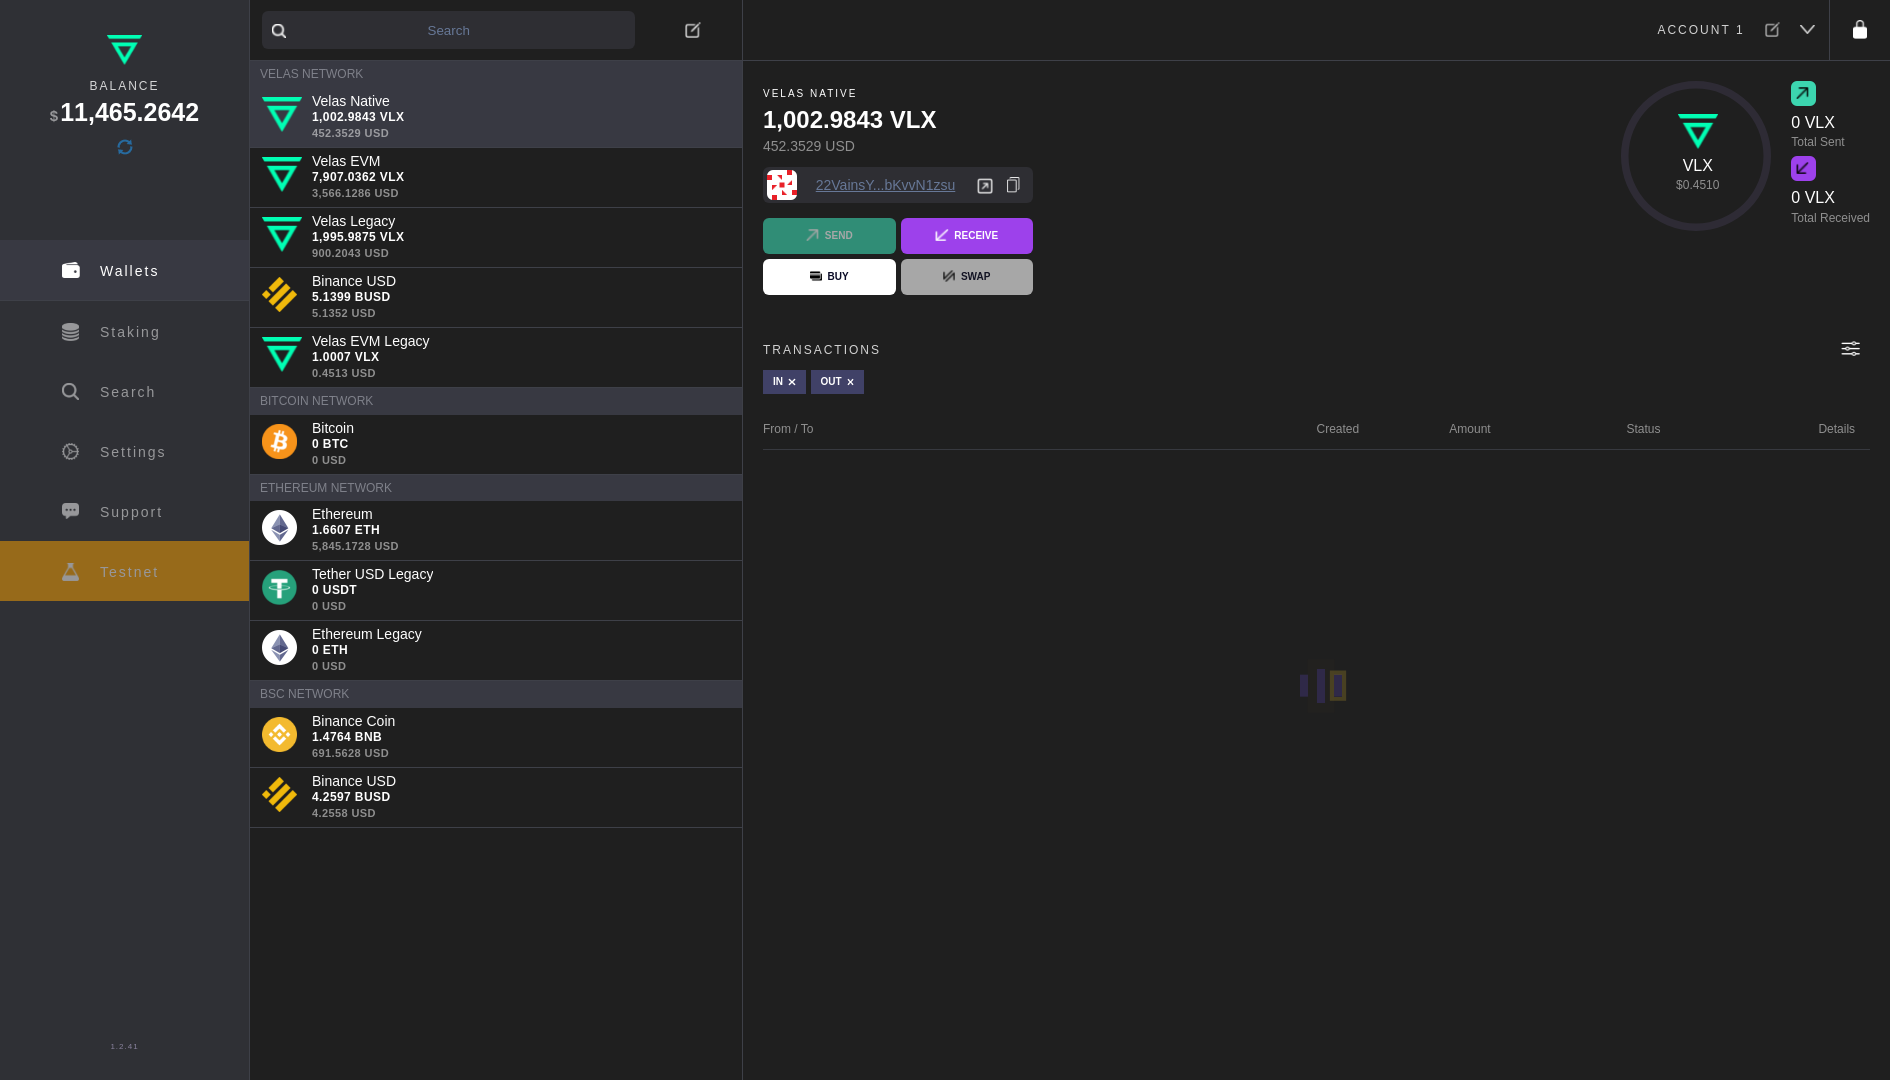 BALANCE
$11,465.2642
Wallets
Staking
Search
Settings
Support
Testnet
1.2.41
Search
VELAS NETWORK
Velas Native
1,002.9843 VLX
452.3529 USD
Velas EVM
7,907.0362 VLX
3,566.1286 USD
Velas Legacy
1,995.9875 VLX
900.2043 USD
Binance USD
5.1399 BUSD
5.1352 USD
Velas EVM Legacy
1.0007 VLX
0.4513 USD
BITCOIN NETWORK
Bitcoin
0 BTC
0 USD
ETHEREUM NETWORK
Ethereum
1.6607 ETH
5,845.1728 USD
Tether USD Legacy
0 USDT
0 USD
Ethereum Legacy
0 ETH
0 USD
BSC NETWORK
Binance Coin
1.4764 BNB
691.5628 USD
Binance USD
4.2597 BUSD
4.2558 USD
ACCOUNT 1
VELAS NATIVE
1,002.9843 VLX
452.3529 USD
22VainsY...bKvvN1zsu
SEND
RECEIVE
BUY
SWAP
VLX
$0.4510
0 VLX
Total Sent
0 VLX
Total Received
TRANSACTIONS
IN ×
OUT ×
From / To Created Amount Status Details